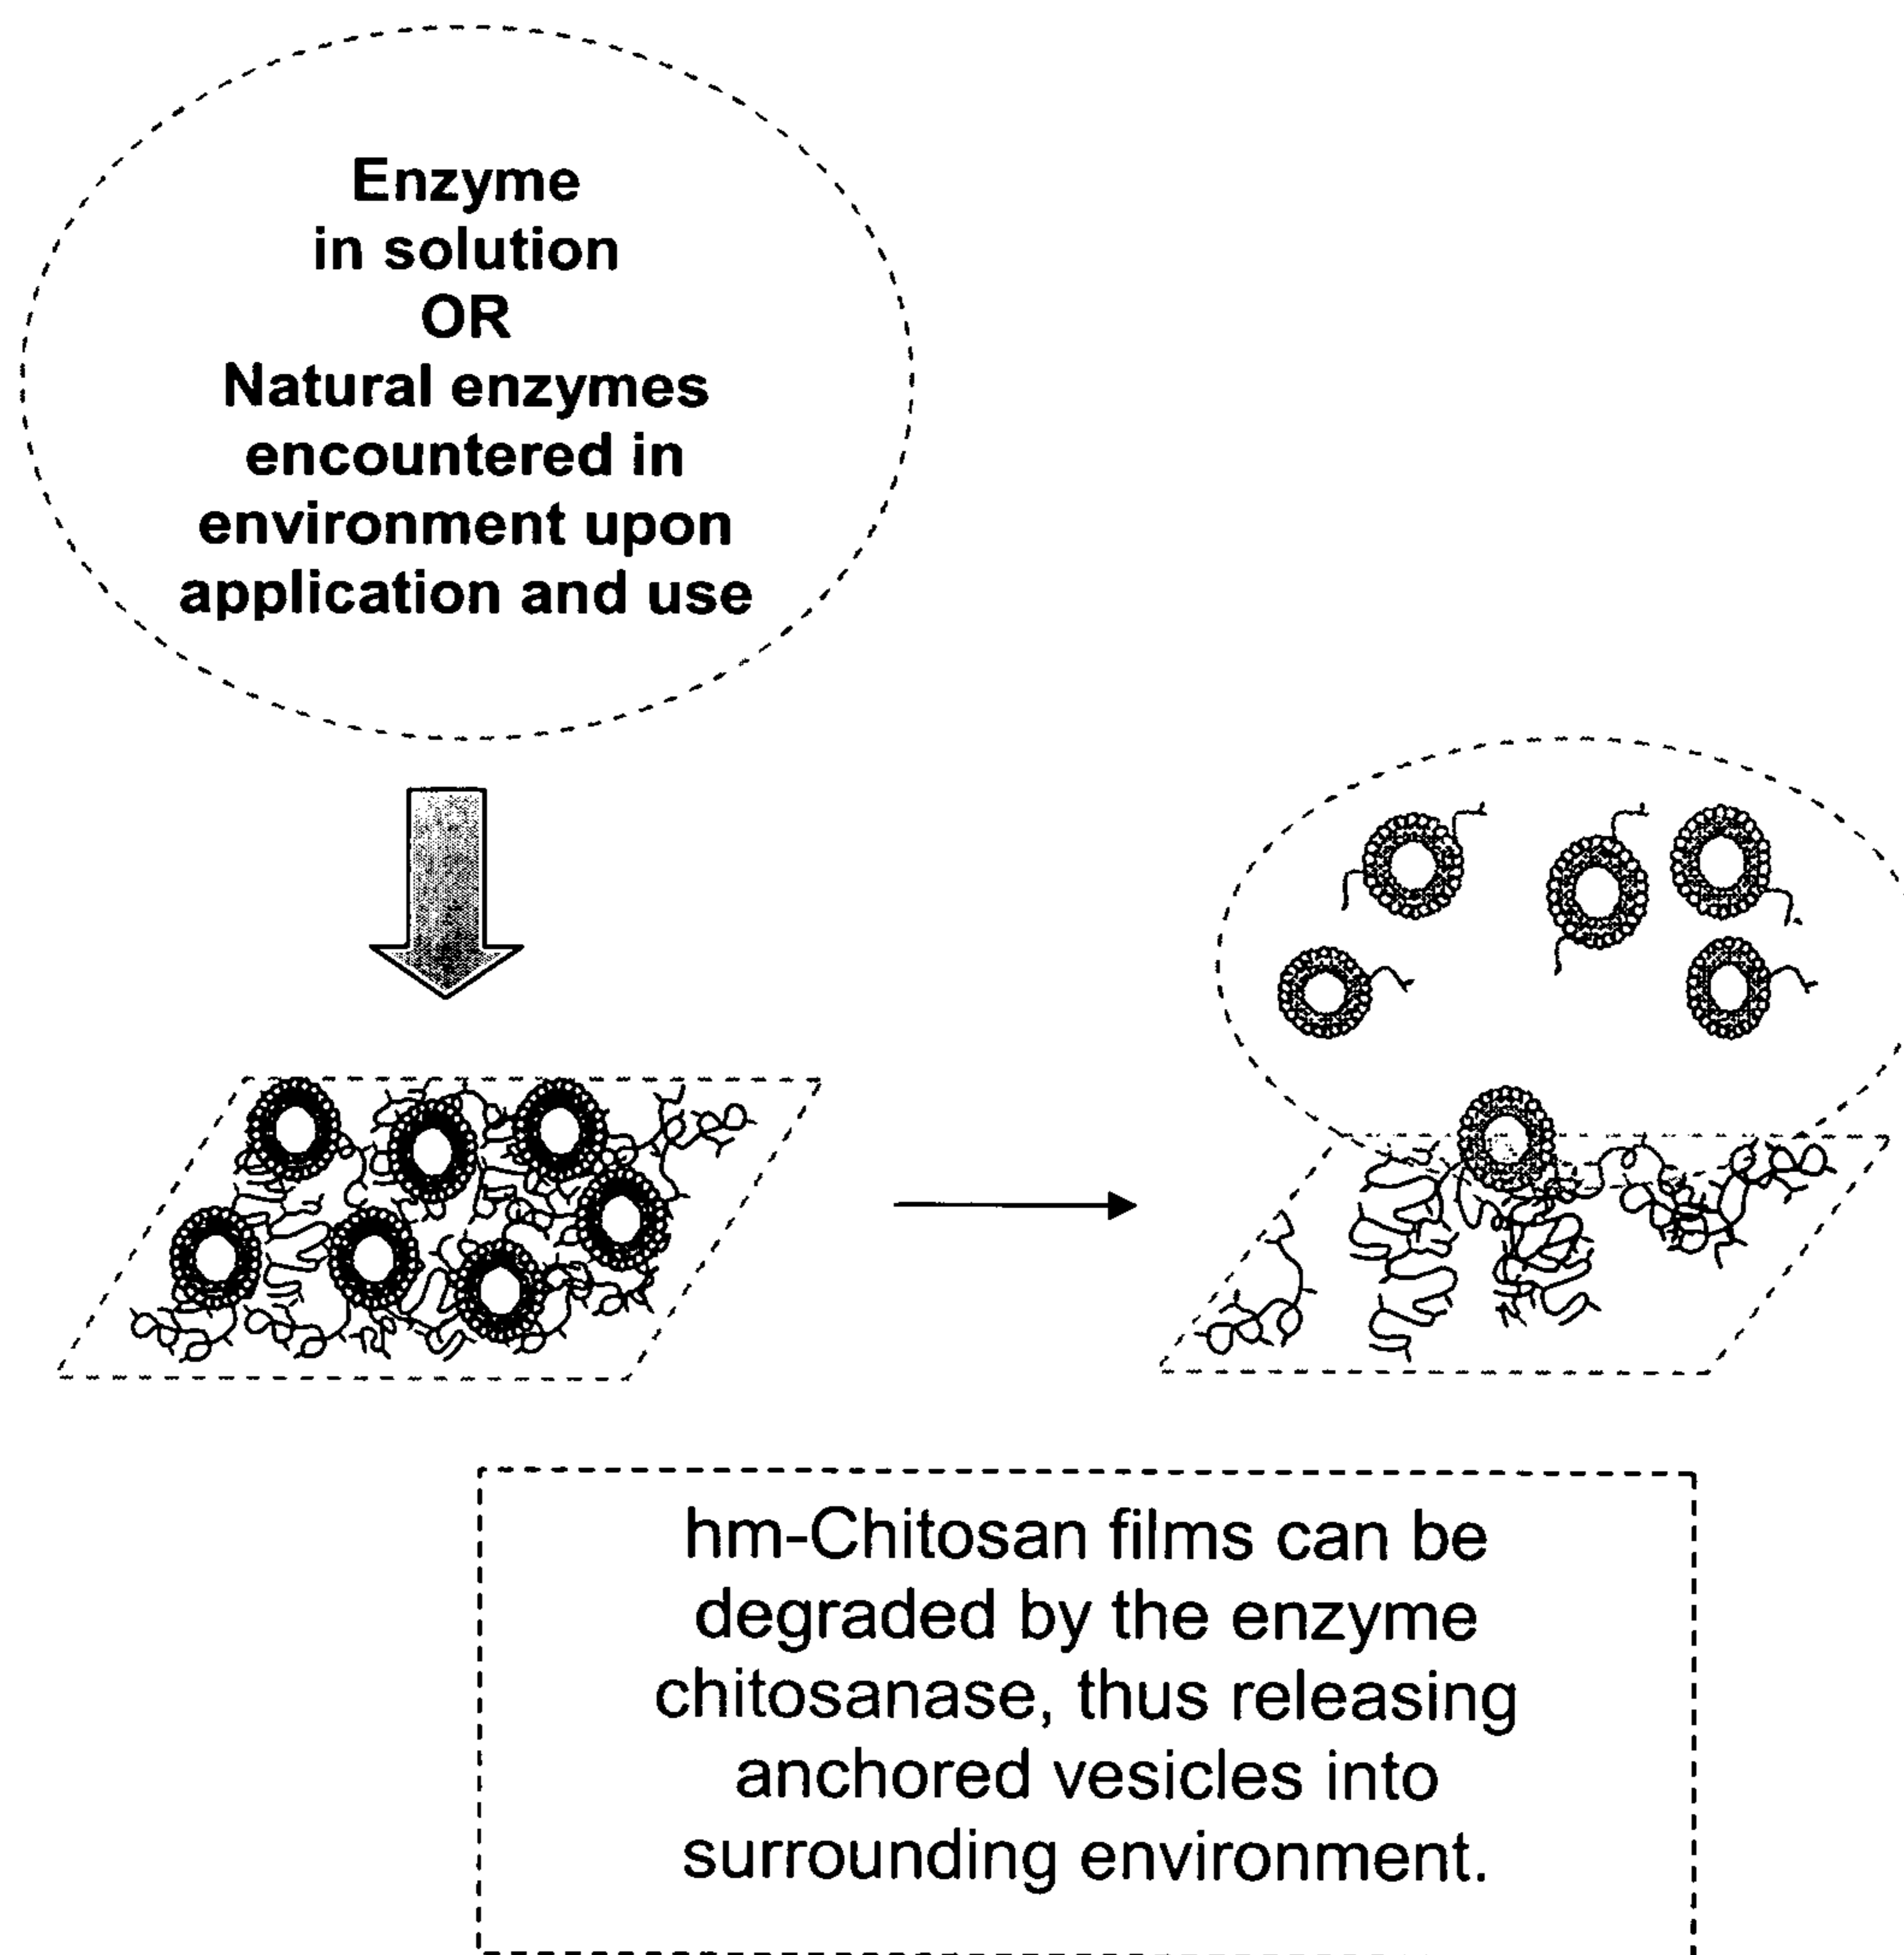 Enzyme
in solution
OR
Natural enzymes
encountered in
environment upon
application and use
hm-Chitosan films can be
degraded by the enzyme
chitosanase, thus releasing
anchored vesicles into
surrounding environment.